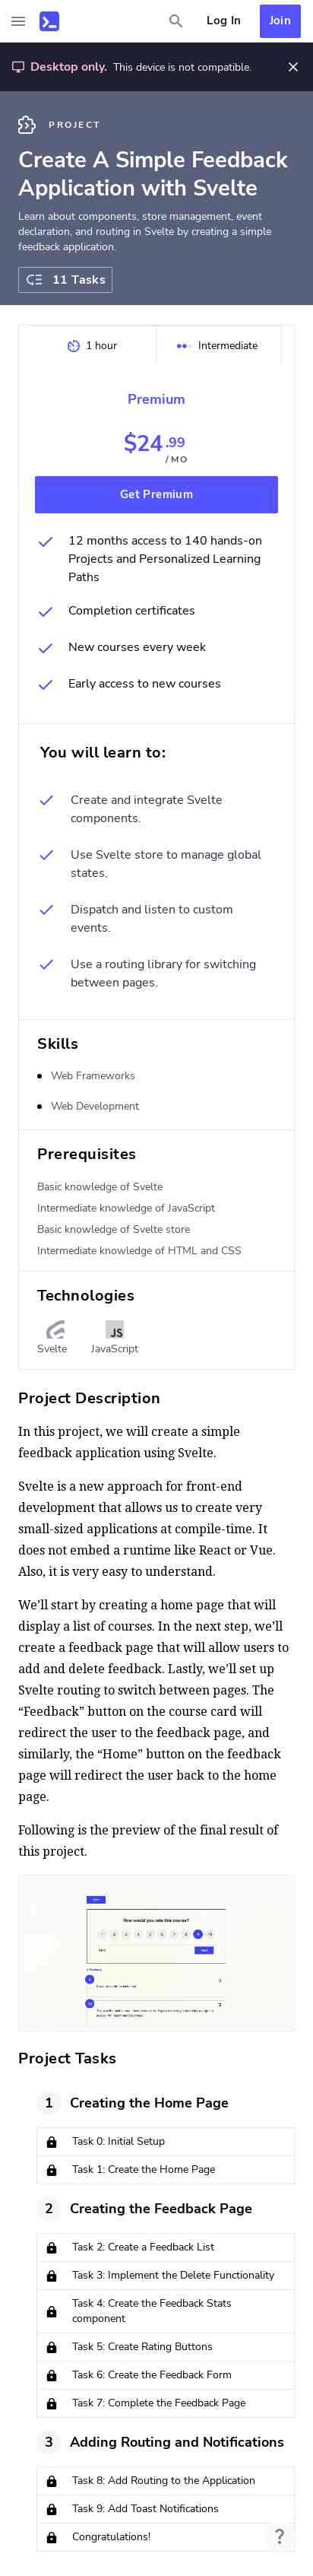 Log In
Join
Desktop only. This device is not compatible.
PROJECT
Create A Simple Feedback
Application with Svelte
Learn about components, store management, event
declaration, and routing in Svelte by creating a simple
feedback application.
11 Tasks
1 hour
Intermediate
Premium
$24.99
/ MO
Get Premium
12 months access to 140 hands-on
Projects and Personalized Learning
Paths
Completion certificates
New courses every week
Early access to new courses
You will learn to:
Create and integrate Svelte
components.
Use Svelte store to manage global
states.
Dispatch and listen to custom
events.
Use a routing library for switching
between pages.
Skills
Web Frameworks
Web Development
Prerequisites
Basic knowledge of Svelte
Intermediate knowledge of JavaScript
Basic knowledge of Svelte store
Intermediate knowledge of HTML and CSS
Technologies
JS
Svelte
JavaScript
Project Description
In this project, we will create a simple
feedback application using Svelte.
Svelte is a new approach for front-end
development that allows us to create very
small-sized applications at compile-time. It
does not embed a runtime like React or Vue.
Also, it is very easy to understand.
We’ll start by creating a home page that will
display a list of courses. In the next step, we’ll
create a feedback page that will allow users to
add and delete feedback. Lastly, we’ll set up
Svelte routing to switch between pages. The
“Feedback” button on the course card will
redirect the user to the feedback page, and
similarly, the “Home” button on the feedback
page will redirect the user back to the home
page.
Following is the preview of the final result of
this project.
How would you rate this course?
Project Tasks
1 Creating the Home Page
Task 0: Initial Setup
Task 1: Create the Home Page
2 Creating the Feedback Page
Task 2: Create a Feedback List
Task 3: Implement the Delete Functionality
Task 4: Create the Feedback Stats
component
Task 5: Create Rating Buttons
Task 6: Create the Feedback Form
Task 7: Complete the Feedback Page
3 Adding Routing and Notifications
Task 8: Add Routing to the Application
Task 9: Add Toast Notifications
Congratulations!
?